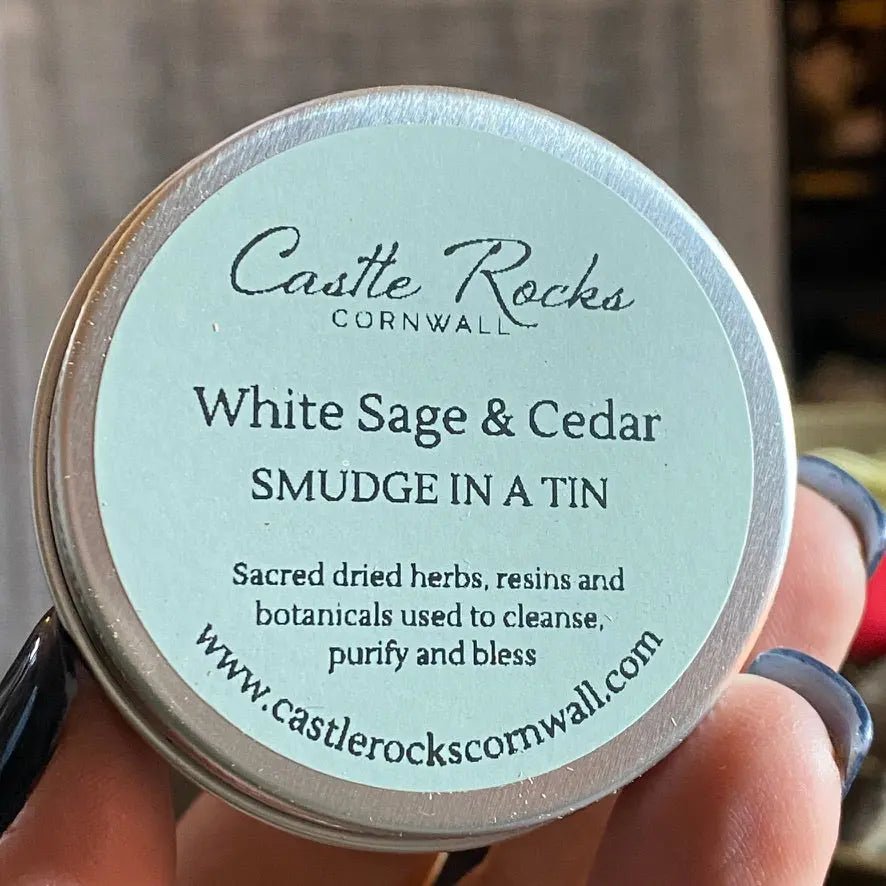 Castle Rocks
CORNWALL
White Sage & Cedar
SMUDGE IN A TIN
Sacred dried herbs, resins and
botanicals used to cleanse,
purify and bless
www.castlerockscornwall.com